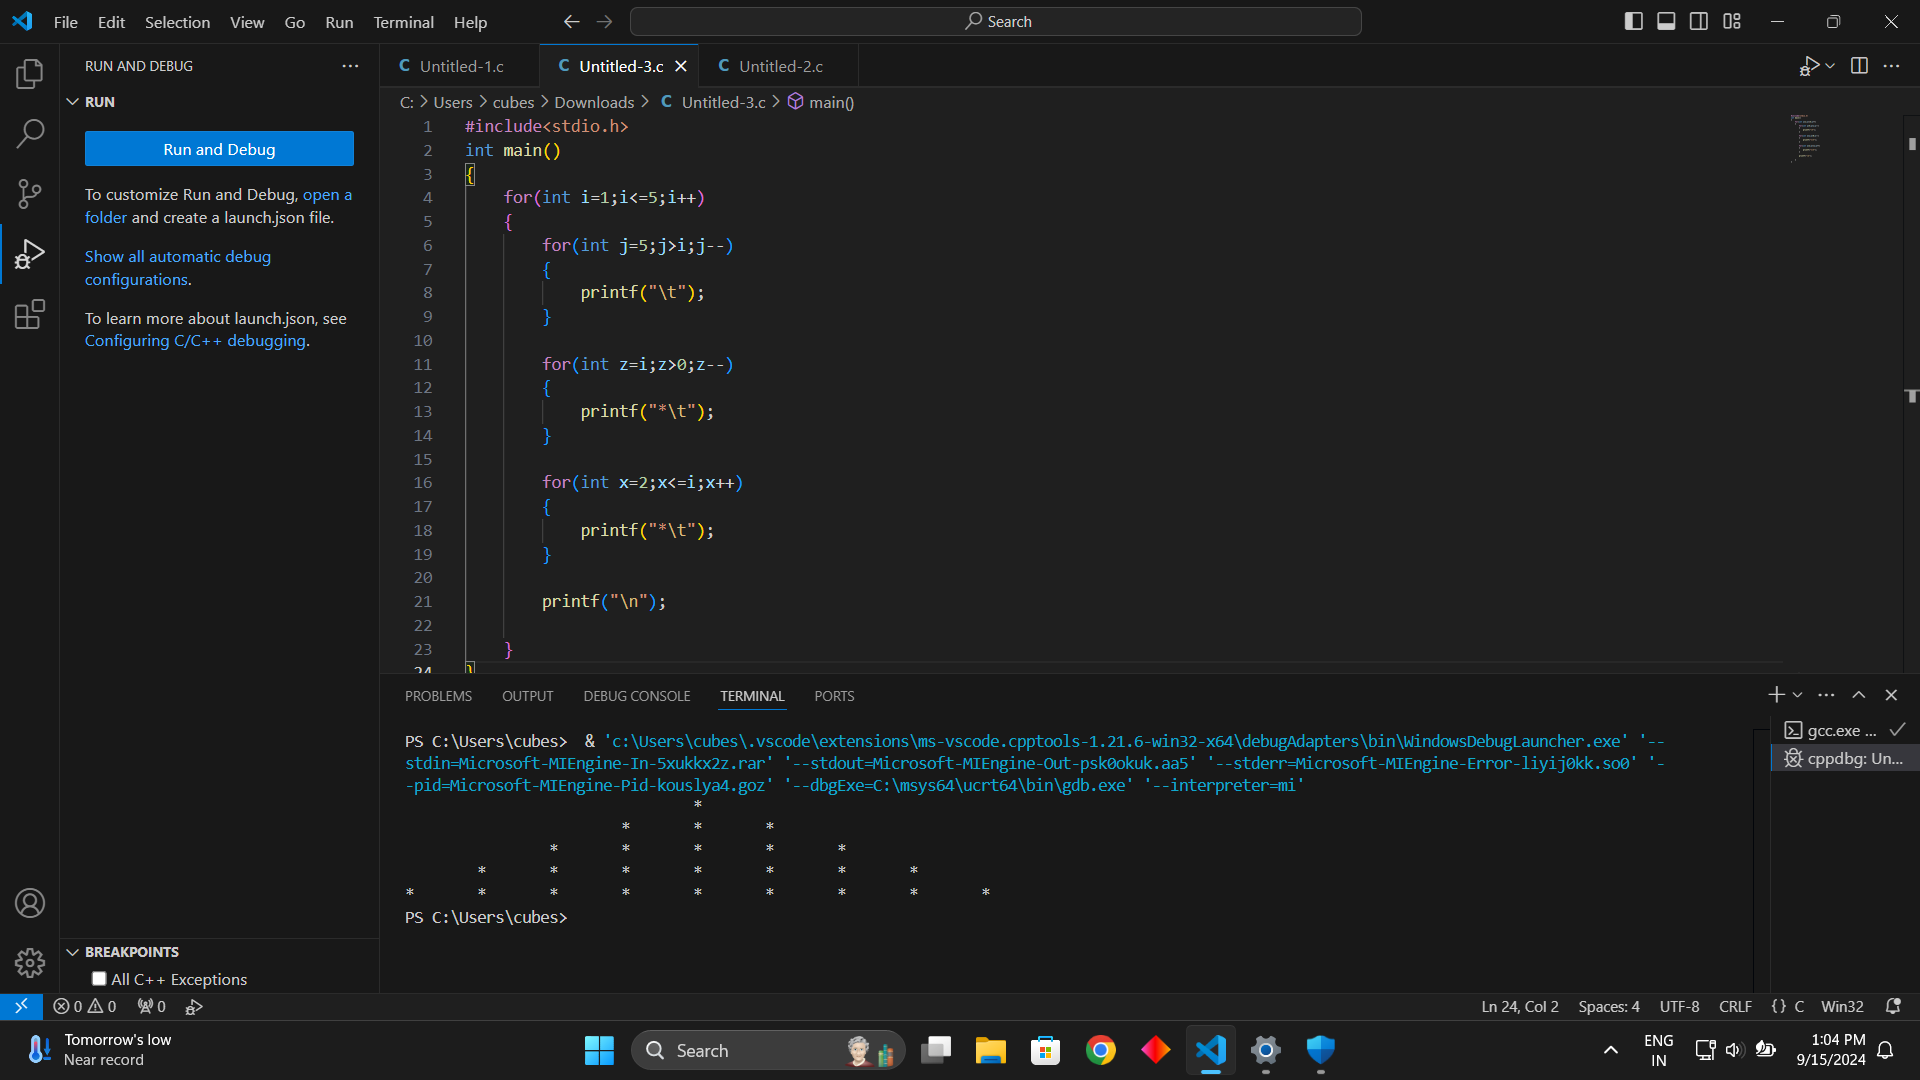 File Edit Selection View Go Run Terminal Help
Search
RUN AND DEBUG
RUN
Run and Debug
To customize Run and Debug, open a
folder and create a launch.json file.
Show all automatic debug
configurations.
To learn more about launch.json, see
Configuring C/C++ debugging.
BREAKPOINTS
All C++ Exceptions
C Untitled-1.c C Untitled-3.c C Untitled-2.c
C: > Users > cubes > Downloads > C Untitled-3.c > main()
1 #include<stdio.h>
2 int main()
3 {
4 for(int i=1;i<=5;i++)
5 {
6 for(int j=5;j>i;j--)
7 {
8 printf("\t");
9 }
10
11 for(int z=i;z>0;z--)
12 {
13 printf("*\t");
14 }
15
16 for(int x=2;x<=i;x++)
17 {
18 printf("*\t");
19 }
20
21 printf("\n");
22
23 }
24 }
PROBLEMS OUTPUT DEBUG CONSOLE TERMINAL PORTS
PS C:\Users\cubes>  & 'c:\Users\cubes\.vscode\extensions\ms-vscode.cpptools-1.21.6-win32-x64\debugAdapters\bin\WindowsDebugLauncher.exe' '--
stdin=Microsoft-MIEngine-In-5xukkx2z.rar' '--stdout=Microsoft-MIEngine-Out-psk0okuk.aa5' '--stderr=Microsoft-MIEngine-Error-liyij0kk.so0' '-
-pid=Microsoft-MIEngine-Pid-kouslya4.goz' '--dbgExe=C:\msys64\ucrt64\bin\gdb.exe' '--interpreter=mi'
*
* * *
* * * * *
* * * * * * *
* * * * * * * * *
PS C:\Users\cubes>
gcc.exe ...
cppdbg: Un...
0 0 0
Ln 24, Col 2 Spaces: 4 UTF-8 CRLF {} C Win32
Tomorrow's low
Near record
Search
ENG
IN
1:04 PM
9/15/2024